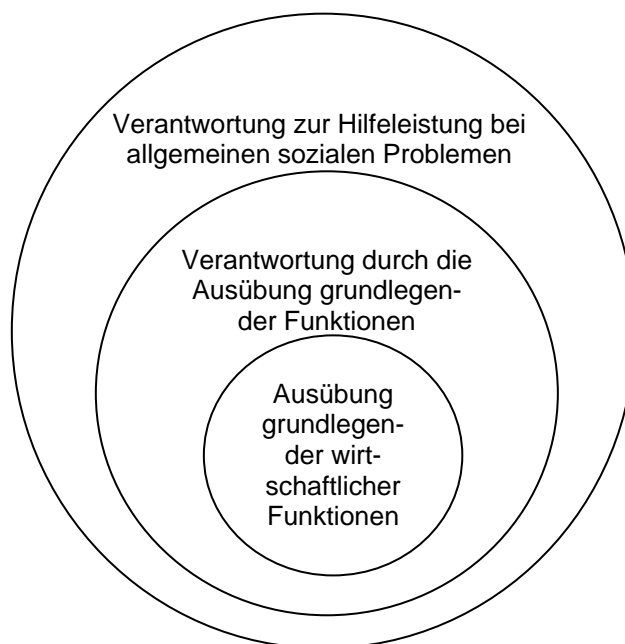 Verantwortung zur Hilfeleistung bei
allgemeinen sozialen Problemen
Verantwortung durch die
Ausübung grundlegen-
der Funktionen
Ausübung
grundlegen-
der wirt-
schaftlicher
Funktionen